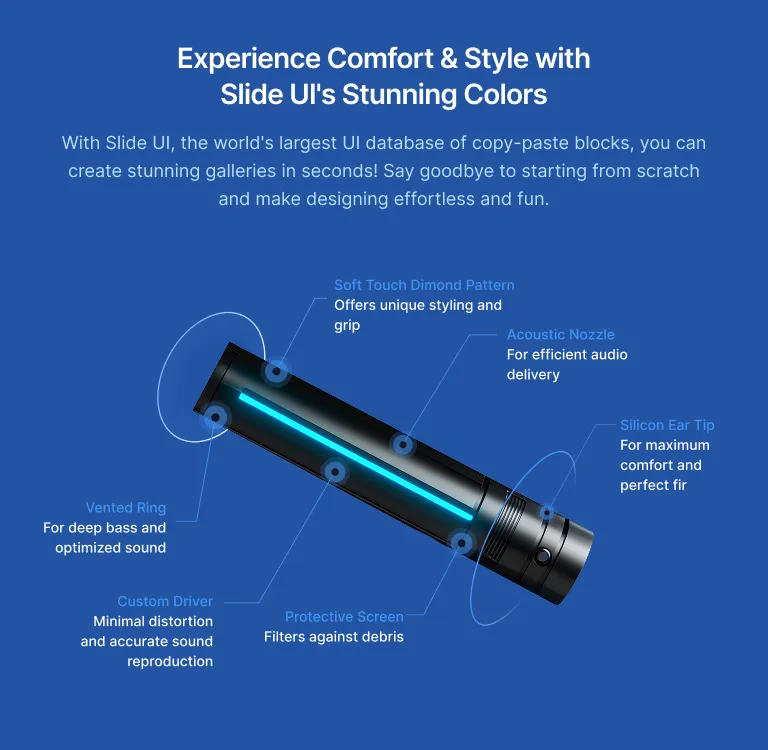 Experience Comfort & Style with
Slide UI's Stunning Colors
With Slide UI, the world's largest UI database of copy-paste blocks, you can
create stunning galleries in seconds! Say goodbye to starting from scratch
and make designing effortless and fun.
Soft Touch Dimond Pattern
Offers unique styling and
grip
Acoustic Nozzle
For efficient audio
delivery
Silicon Ear Tip
For maximum
comfort and
perfect fir
Vented Ring
For deep bass and
optimized sound
Custom Driver
Minimal distortion
and accurate sound
reproduction
Protective Screen
Filters against debris